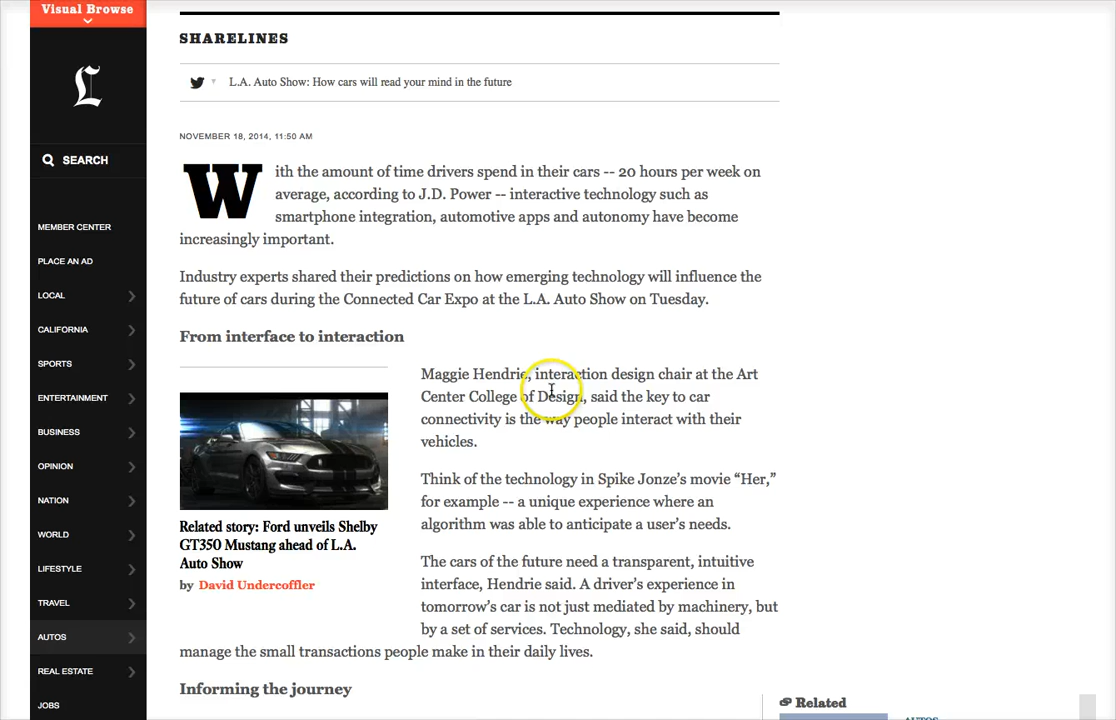 Visual Browse
L
SEARCH
MEMBER CENTER
PLACE AN AD
LOCAL
CALIFORNIA
SPORTS
ENTERTAINMENT
BUSINESS
OPINION
NATION
WORLD
LIFESTYLE
TRAVEL
AUTOS
REAL ESTATE
JOBS
SHARELINES
L.A. Auto Show: How cars will read your mind in the future
NOVEMBER 18, 2014, 11:50 AM
With the amount of time drivers spend in their cars -- 20 hours per week on
average, according to J.D. Power -- interactive technology such as
smartphone integration, automotive apps and autonomy have become
increasingly important.
Industry experts shared their predictions on how emerging technology will influence the
future of cars during the Connected Car Expo at the L.A. Auto Show on Tuesday.
From interface to interaction
Related story: Ford unveils Shelby
GT350 Mustang ahead of L.A.
Auto Show
by David Undercoffler
Maggie Hendrie, interaction design chair at the Art
Center College of Design, said the key to car
connectivity is the way people interact with their
vehicles.
Think of the technology in Spike Jonze’s movie “Her,”
for example -- a unique experience where an
algorithm was able to anticipate a user’s needs.
The cars of the future need a transparent, intuitive
interface, Hendrie said. A driver’s experience in
tomorrow’s car is not just mediated by machinery, but
by a set of services. Technology, she said, should
manage the small transactions people make in their daily lives.
Informing the journey
Related
AUTOS